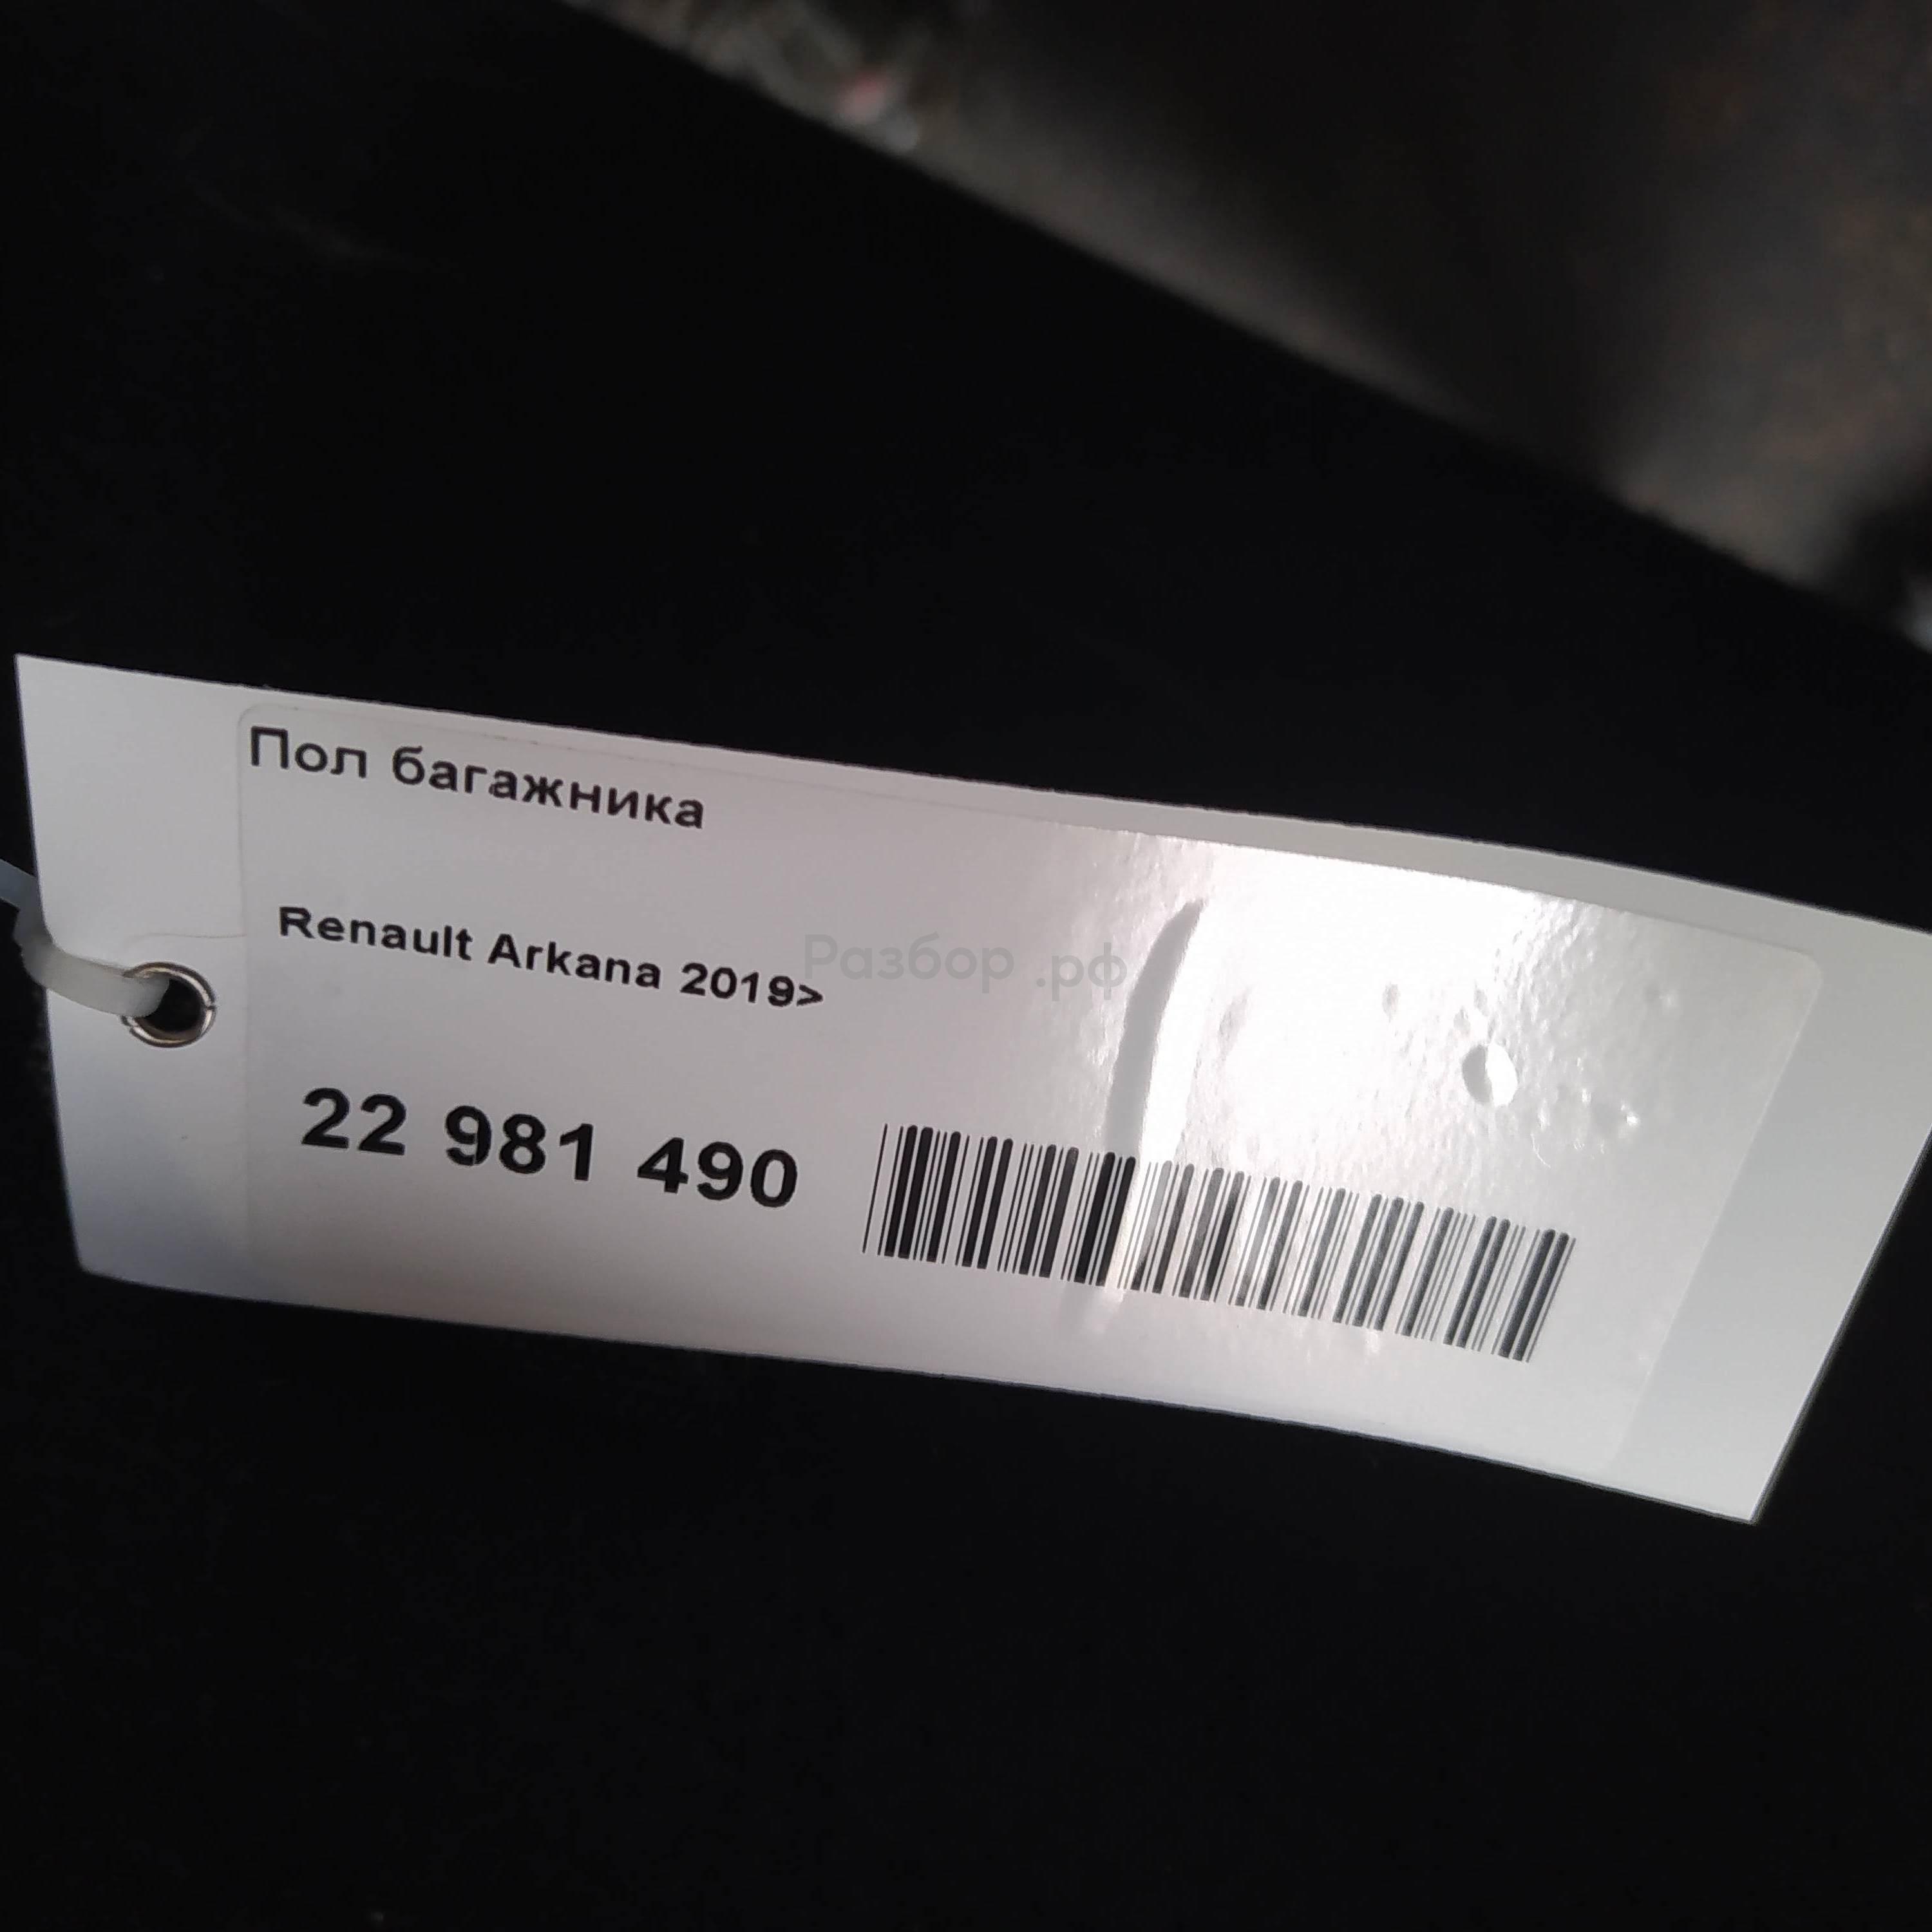 Пол багажника
Renault Arkana 2019>
Разбор.рф
22 981 490